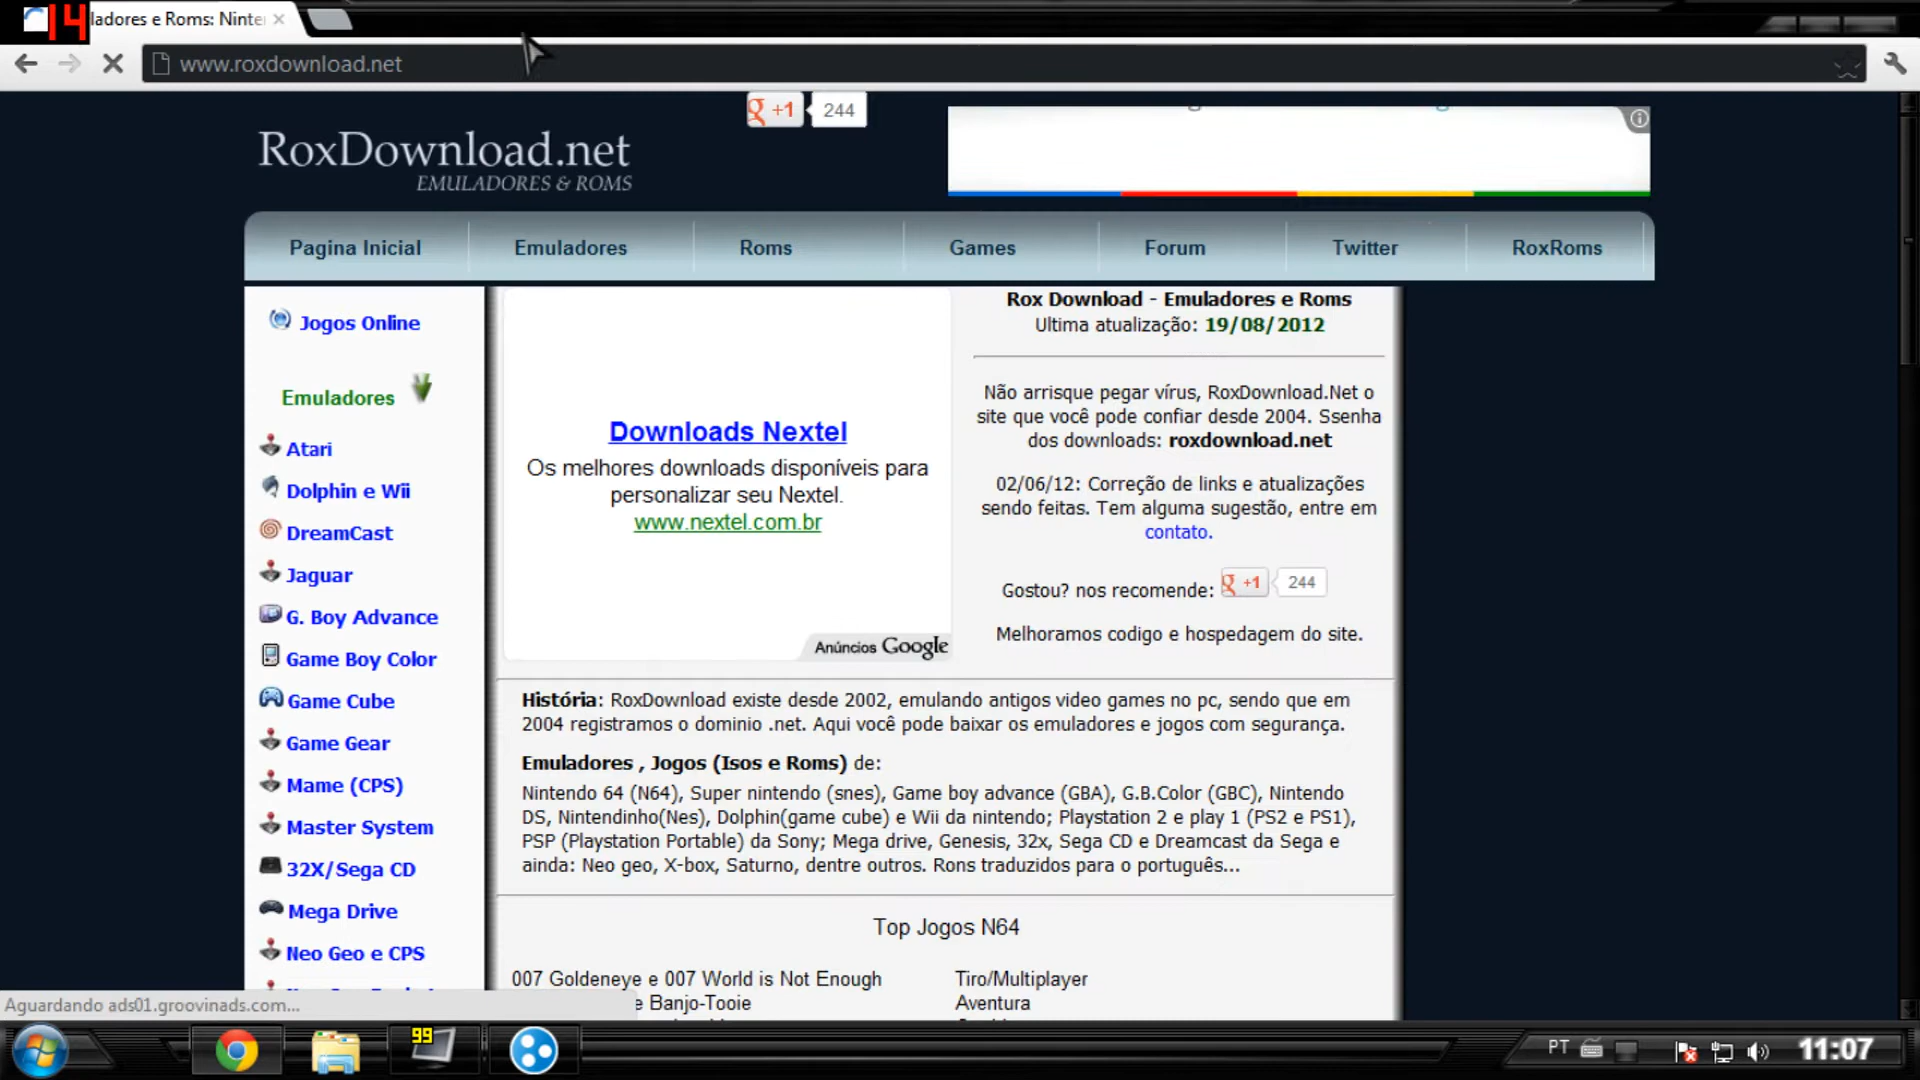 14
ladores e Roms: Ninte
www.roxdownload.net
+1 244
RoxDownload.net
EMULADORES & ROMS
Pagina Inicial Emuladores Roms Games Forum Twitter RoxRoms
Jogos Online
Emuladores
Atari
Dolphin e Wii
DreamCast
Jaguar
G. Boy Advance
Game Boy Color
Game Cube
Game Gear
Mame (CPS)
Master System
32X/Sega CD
Mega Drive
Neo Geo e CPS
Downloads Nextel
Os melhores downloads disponíveis para
personalizar seu Nextel.
www.nextel.com.br
Anúncios Google
Rox Download - Emuladores e Roms
Ultima atualização: 19/08/2012
Não arrisque pegar vírus, RoxDownload.Net o
site que você pode confiar desde 2004. Ssenha
dos downloads: roxdownload.net
02/06/12: Correção de links e atualizações
sendo feitas. Tem alguma sugestão, entre em
contato.
Gostou? nos recomende: +1 244
Melhoramos codigo e hospedagem do site.
História: RoxDownload existe desde 2002, emulando antigos video games no pc, sendo que em
2004 registramos o dominio .net. Aqui você pode baixar os emuladores e jogos com segurança.
Emuladores , Jogos (Isos e Roms) de:
Nintendo 64 (N64), Super nintendo (snes), Game boy advance (GBA), G.B.Color (GBC), Nintendo
DS, Nintendinho(Nes), Dolphin(game cube) e Wii da nintendo; Playstation 2 e play 1 (PS2 e PS1),
PSP (Playstation Portable) da Sony; Mega drive, Genesis, 32x, Sega CD e Dreamcast da Sega e
ainda: Neo geo, X-box, Saturno, dentre outros. Rons traduzidos para o português...
Top Jogos N64
007 Goldeneye e 007 World is Not Enough Tiro/Multiplayer
e Banjo-Tooie Aventura
Aguardando ads01.groovinads.com...
99
PT
11:07